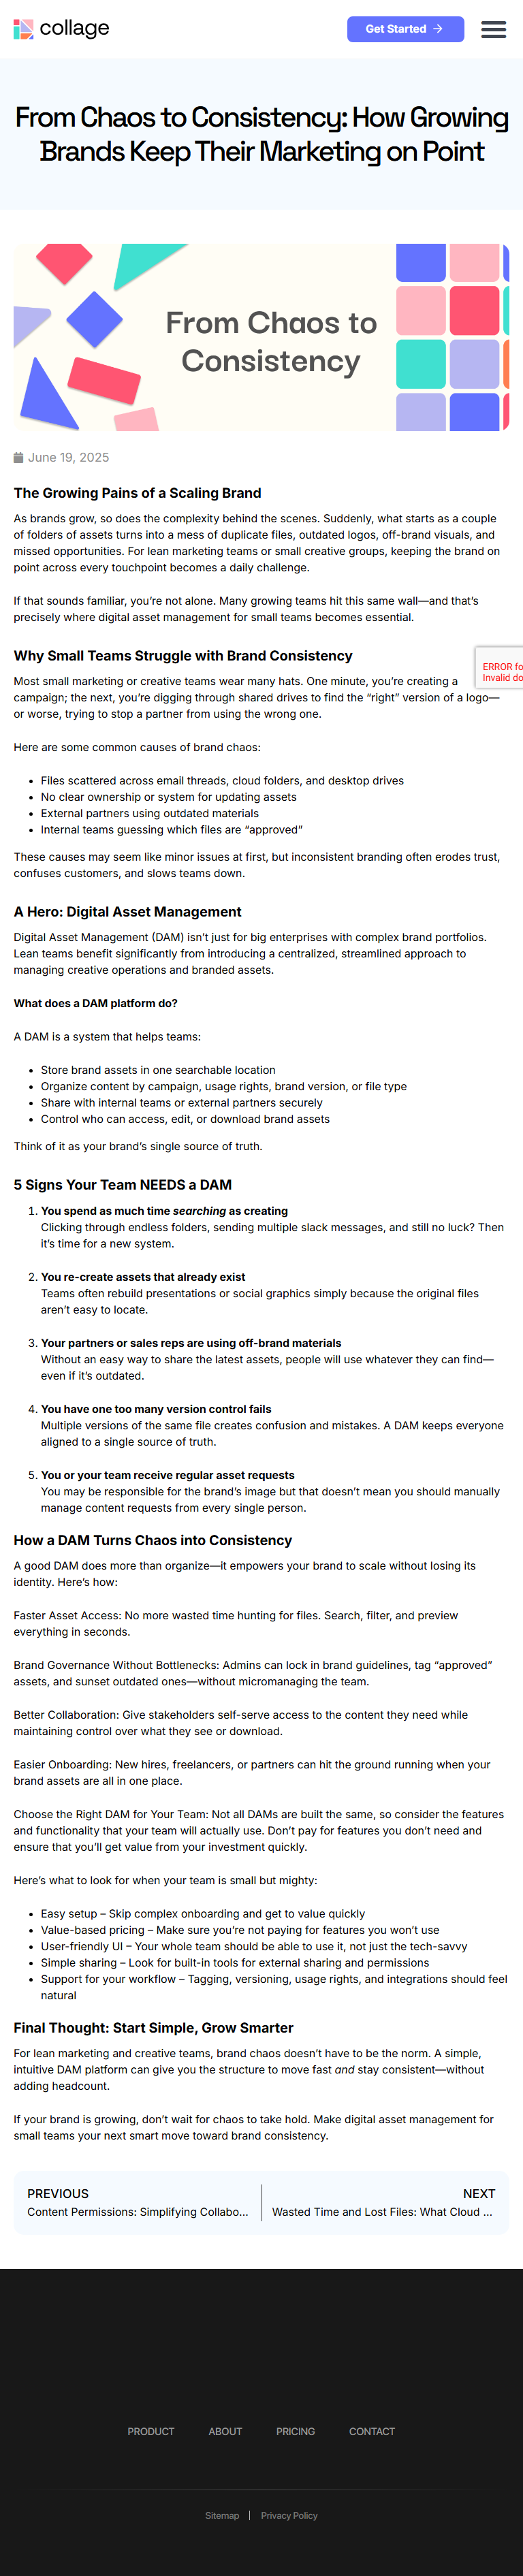 collage
Get Started →
From Chaos to Consistency: How Growing
Brands Keep Their Marketing on Point
From Chaos to
Consistency
June 19, 2025
The Growing Pains of a Scaling Brand
As brands grow, so does the complexity behind the scenes. Suddenly, what starts as a couple
of folders of assets turns into a mess of duplicate files, outdated logos, off-brand visuals, and
missed opportunities. For lean marketing teams or small creative groups, keeping the brand on
point across every touchpoint becomes a daily challenge.
If that sounds familiar, you’re not alone. Many growing teams hit this same wall—and that’s
precisely where digital asset management for small teams becomes essential.
Why Small Teams Struggle with Brand Consistency
ERROR fo
Invalid do
Most small marketing or creative teams wear many hats. One minute, you’re creating a
campaign; the next, you’re digging through shared drives to find the “right” version of a logo—
or worse, trying to stop a partner from using the wrong one.
Here are some common causes of brand chaos:
• Files scattered across email threads, cloud folders, and desktop drives
• No clear ownership or system for updating assets
• External partners using outdated materials
• Internal teams guessing which files are “approved”
These causes may seem like minor issues at first, but inconsistent branding often erodes trust,
confuses customers, and slows teams down.
A Hero: Digital Asset Management
Digital Asset Management (DAM) isn’t just for big enterprises with complex brand portfolios.
Lean teams benefit significantly from introducing a centralized, streamlined approach to
managing creative operations and branded assets.
What does a DAM platform do?
A DAM is a system that helps teams:
• Store brand assets in one searchable location
• Organize content by campaign, usage rights, brand version, or file type
• Share with internal teams or external partners securely
• Control who can access, edit, or download brand assets
Think of it as your brand’s single source of truth.
5 Signs Your Team NEEDS a DAM
1. You spend as much time searching as creating
Clicking through endless folders, sending multiple slack messages, and still no luck? Then
it’s time for a new system.
2. You re-create assets that already exist
Teams often rebuild presentations or social graphics simply because the original files
aren’t easy to locate.
3. Your partners or sales reps are using off-brand materials
Without an easy way to share the latest assets, people will use whatever they can find—
even if it’s outdated.
4. You have one too many version control fails
Multiple versions of the same file creates confusion and mistakes. A DAM keeps everyone
aligned to a single source of truth.
5. You or your team receive regular asset requests
You may be responsible for the brand’s image but that doesn’t mean you should manually
manage content requests from every single person.
How a DAM Turns Chaos into Consistency
A good DAM does more than organize—it empowers your brand to scale without losing its
identity. Here’s how:
Faster Asset Access: No more wasted time hunting for files. Search, filter, and preview
everything in seconds.
Brand Governance Without Bottlenecks: Admins can lock in brand guidelines, tag “approved”
assets, and sunset outdated ones—without micromanaging the team.
Better Collaboration: Give stakeholders self-serve access to the content they need while
maintaining control over what they see or download.
Easier Onboarding: New hires, freelancers, or partners can hit the ground running when your
brand assets are all in one place.
Choose the Right DAM for Your Team: Not all DAMs are built the same, so consider the features
and functionality that your team will actually use. Don’t pay for features you don’t need and
ensure that you’ll get value from your investment quickly.
Here’s what to look for when your team is small but mighty:
• Easy setup – Skip complex onboarding and get to value quickly
• Value-based pricing – Make sure you’re not paying for features you won’t use
• User-friendly UI – Your whole team should be able to use it, not just the tech-savvy
• Simple sharing – Look for built-in tools for external sharing and permissions
• Support for your workflow – Tagging, versioning, usage rights, and integrations should feel
natural
Final Thought: Start Simple, Grow Smarter
For lean marketing and creative teams, brand chaos doesn’t have to be the norm. A simple,
intuitive DAM platform can give you the structure to move fast and stay consistent—without
adding headcount.
If your brand is growing, don’t wait for chaos to take hold. Make digital asset management for
small teams your next smart move toward brand consistency.
PREVIOUS
Content Permissions: Simplifying Collabo...
NEXT
Wasted Time and Lost Files: What Cloud ...
PRODUCT ABOUT PRICING CONTACT
Sitemap | Privacy Policy